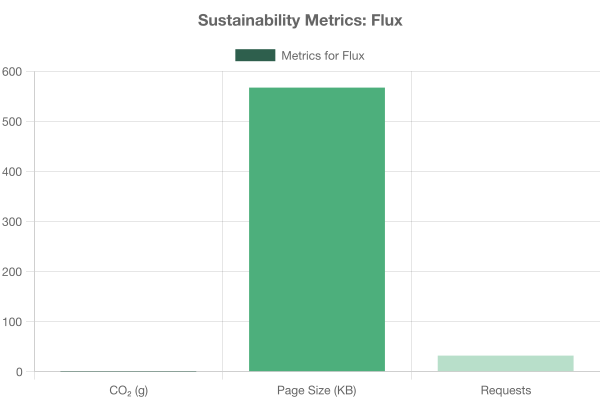 Sustainability Metrics: Flux
Metrics for Flux
600
500
400
300
200
100
0
CO₂ (g)
Page Size (KB)
Requests